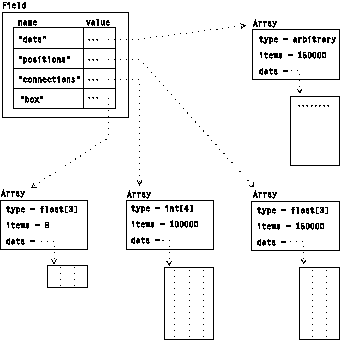 Field
name value
"data" ...
"positions" ...
"connections" ...
"box" ...
Array
type = arbitrary
items = 150000
data =
Array
type = float[3]
items = 8
data =
Array
type = int[4]
items = 100000
data =
Array
type = float[3]
items = 150000
data =